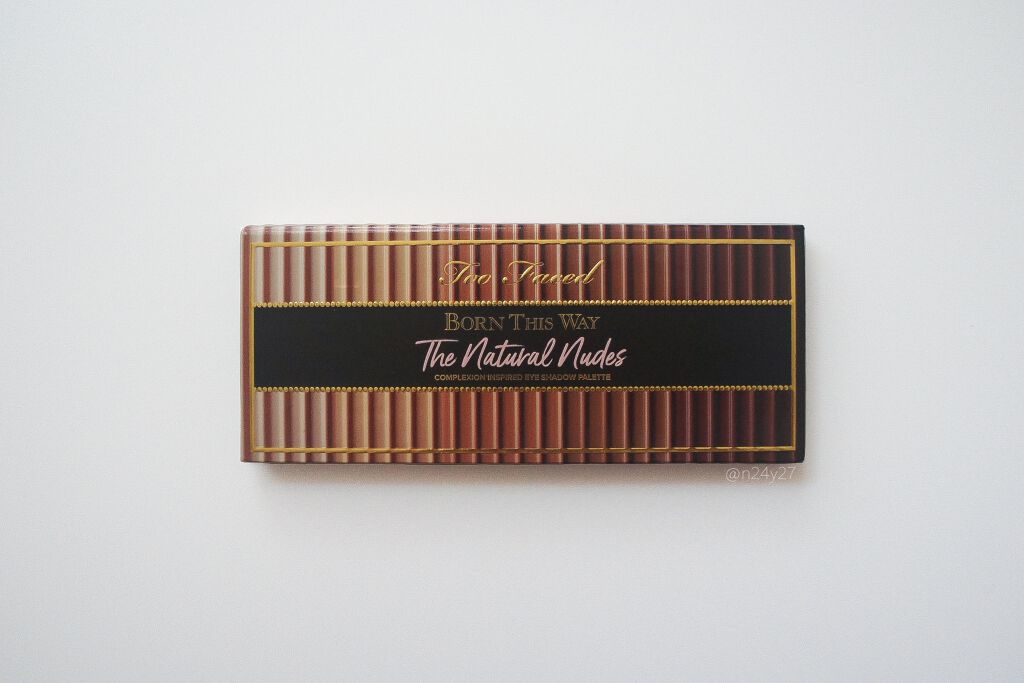 Too Faced
BORN THIS WAY
The Natural Nudes
COMPLEXION INSPIRED EYE SHADOW PALETTE
@n24y27